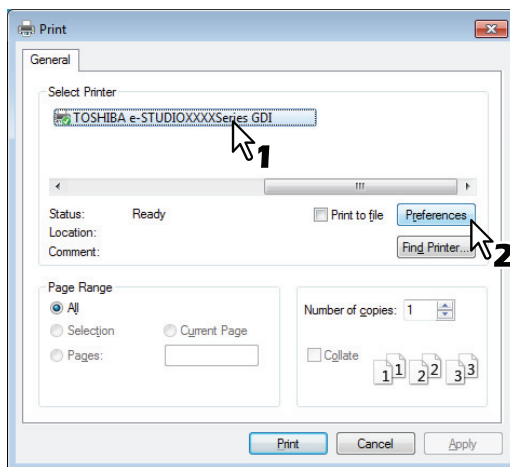 Print
General
Select Printer
TOSHIBA e-STUDIOXXXXSeries GDI
1
Status: Ready
Print to file
Preferences
Location:
Comment:
Find Printer...
2
Page Range
All
Selection
Current Page
Pages:
Number of copies: 1
Collate
1 1 2 2 3 3
Print
Cancel
Apply